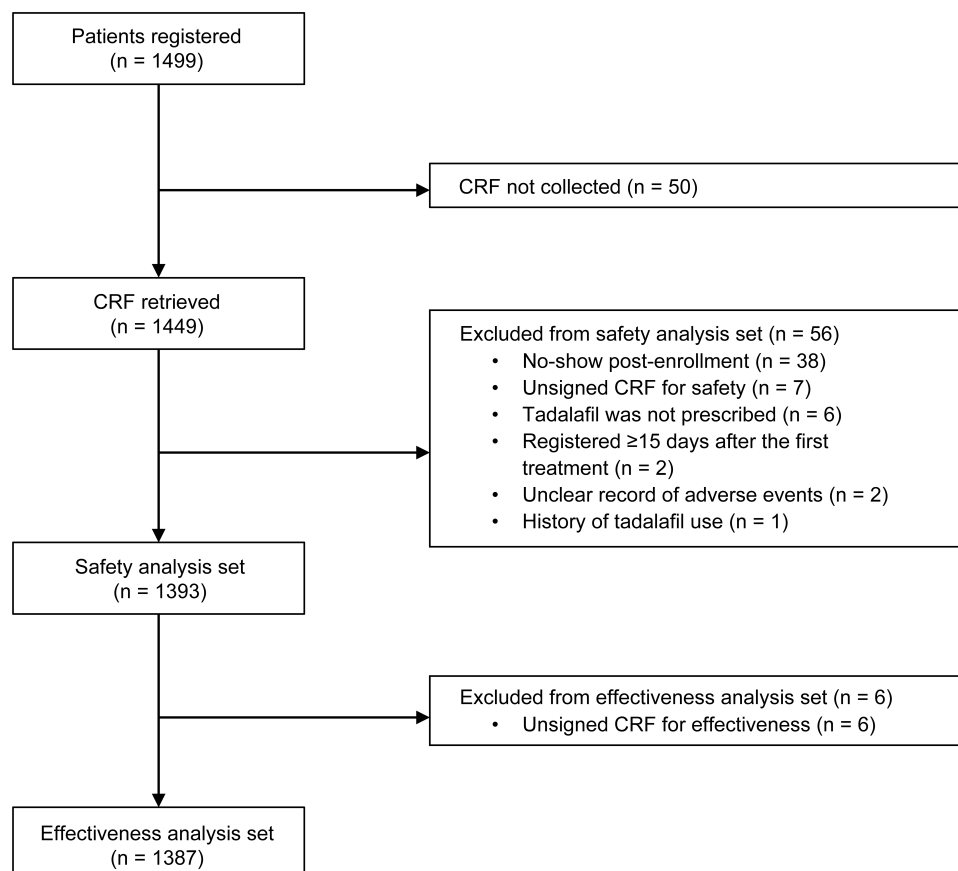 Patients registered
(n = 1499)
CRF not collected (n = 50)
CRF retrieved
(n = 1449)
Excluded from safety analysis set (n = 56)
• No-show post-enrollment (n = 38)
• Unsigned CRF for safety (n = 7)
• Tadalafil was not prescribed (n = 6)
• Registered ≥15 days after the first
treatment (n = 2)
• Unclear record of adverse events (n = 2)
• History of tadalafil use (n = 1)
Safety analysis set
(n = 1393)
Excluded from effectiveness analysis set (n = 6)
• Unsigned CRF for effectiveness (n = 6)
Effectiveness analysis set
(n = 1387)